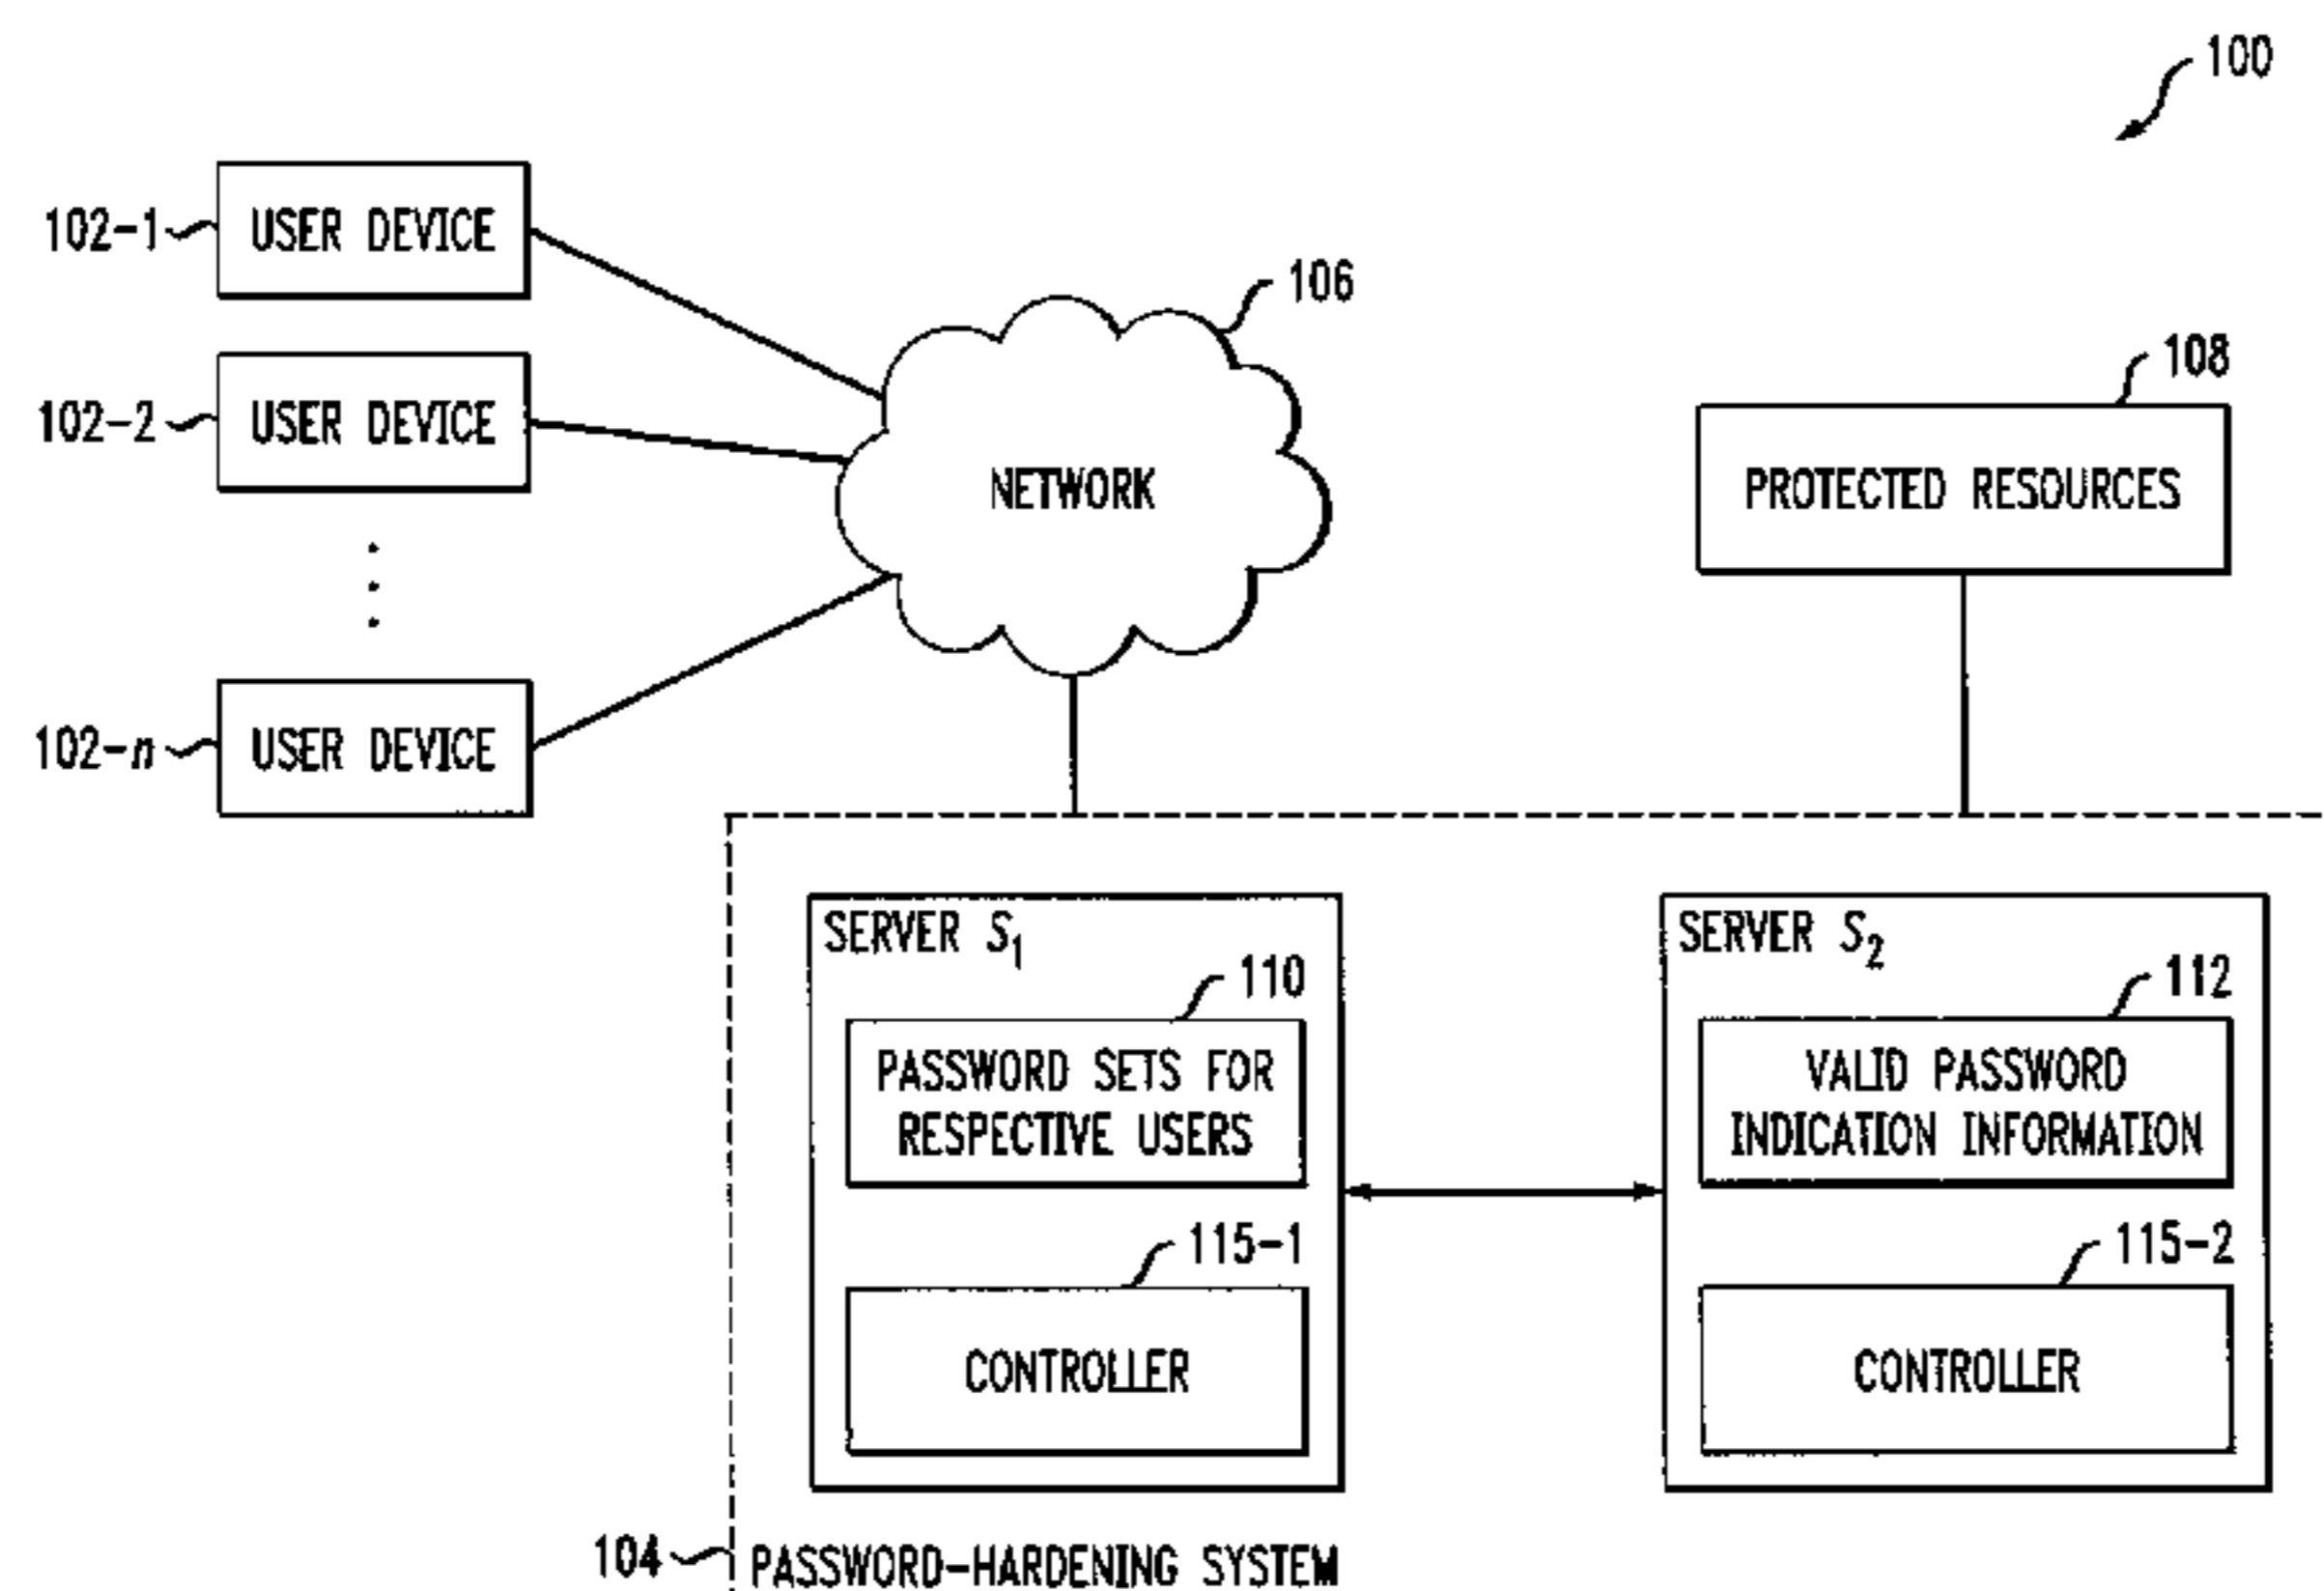 100
102-1 USER DEVICE
106
108
102-2 USER DEVICE
NETWORK
PROTECTED RESOURCES
102-n USER DEVICE
SERVER S1
110
PASSWORD SETS FOR
RESPECTIVE USERS
115-1
CONTROLLER
SERVER S2
112
VALID PASSWORD
INDICATION INFORMATION
115-2
CONTROLLER
104 PASSWORD-HARDENING SYSTEM